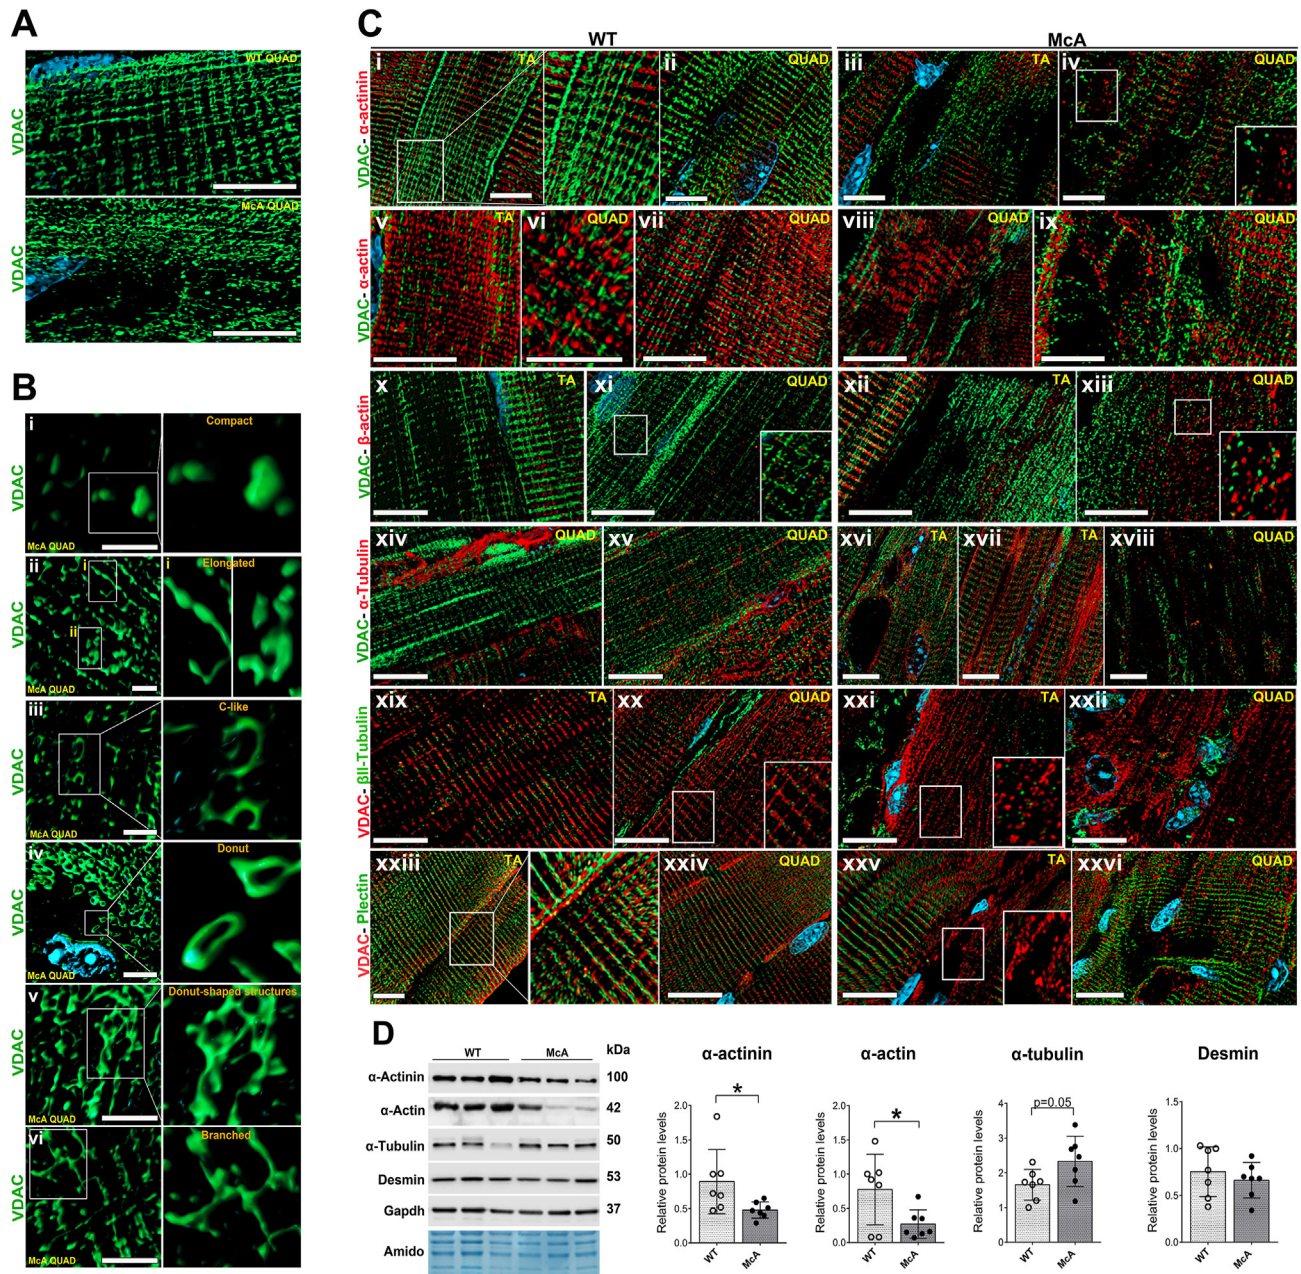 A
WT QUAD
VDAC
McA QUAD
VDAC
B
i
Compact
VDAC
McA QUAD
ii
i
ii
i
Elongated
VDAC
McA QUAD
iii
C-like
VDAC
McA QUAD
iv
Donut
VDAC
McA QUAD
v
Donut-shaped structures
VDAC
McA QUAD
vi
Branched
VDAC
McA QUAD
C
WT
McA
VDAC- α-actinin
i
TA
ii
QUAD
iii
TA
iv
QUAD
VDAC- α-actin
v
TA
vi
QUAD
vii
viii
QUAD
ix
VDAC- β-actin
x
TA
xi
QUAD
xii
TA
xiii
QUAD
VDAC- α-Tubulin
xiv
QUAD
xv
QUAD
xvi
TA
xvii
xviii
QUAD
VDAC- βII-Tubulin
xix
TA
xx
QUAD
xxi
TA
xxii
QUAD
VDAC- Plectin
xxiii
TA
xxiv
QUAD
xxv
TA
xxvi
QUAD
D
WT
McA
kDa
α-Actinin
100
α-Actin
42
α-Tubulin
50
Desmin
53
Gapdh
37
Amido
α-actinin
Relative protein levels
2.0
1.5
1.0
0.5
0.0
*
WT
McA
α-actin
Relative protein levels
2.0
1.5
1.0
0.5
0.0
*
WT
McA
α-tubulin
Relative protein levels
4
3
2
1
0
p=0.05
WT
McA
Desmin
Relative protein levels
2.0
1.5
1.0
0.5
0.0
WT
McA